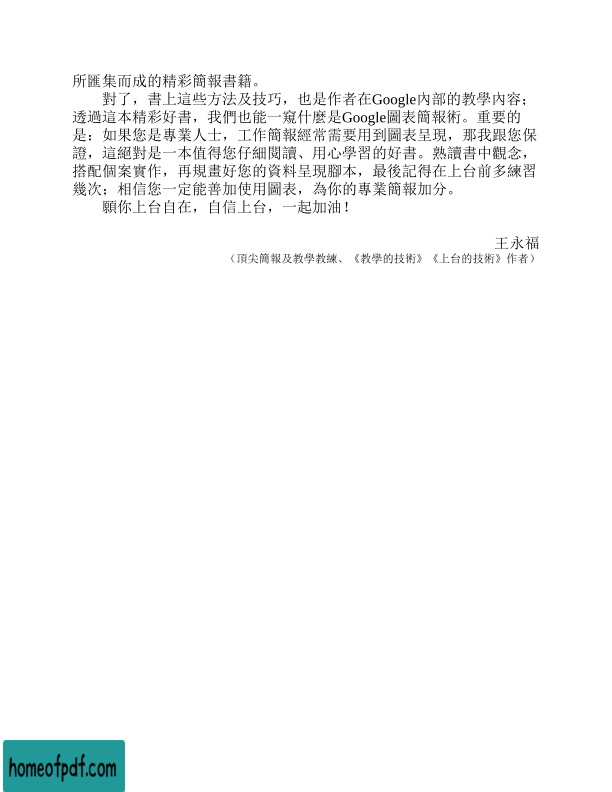 所匯集而成的精彩簡報書籍。
對了，書上這些方法及技巧，也是作者在Google內部的教學內容；
透過這本精彩好書，我們也能一窺什麼是Google圖表簡報術。重要的
是：如果您是專業人士，工作簡報經常需要用到圖表呈現，那我跟您保
證，這絕對是一本值得您仔細閱讀、用心學習的好書。熟讀書中觀念，
搭配個案實作，再規畫好您的資料呈現腳本，最後記得在上台前多練習
幾次；相信您一定能善加使用圖表，為你的專業簡報加分。
願你上台自在，自信上台，一起加油！
王永福
（頂尖簡報及教學教練、《教學的技術》《上台的技術》作者）
homeofpdf.com